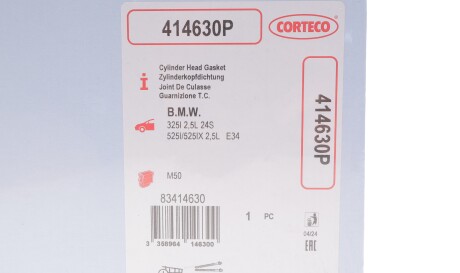 414630P
CORTECO
Cylinder Head Gasket
Zylinderkopfdichtung
Joint De Culasse
Guarnizione T.C.
B.M.W.
325I 2,5L 24S
525I/525IX 2,5L E34
414630P
M50
83414630
1 PC
04/24
EAC
3 358964 146300